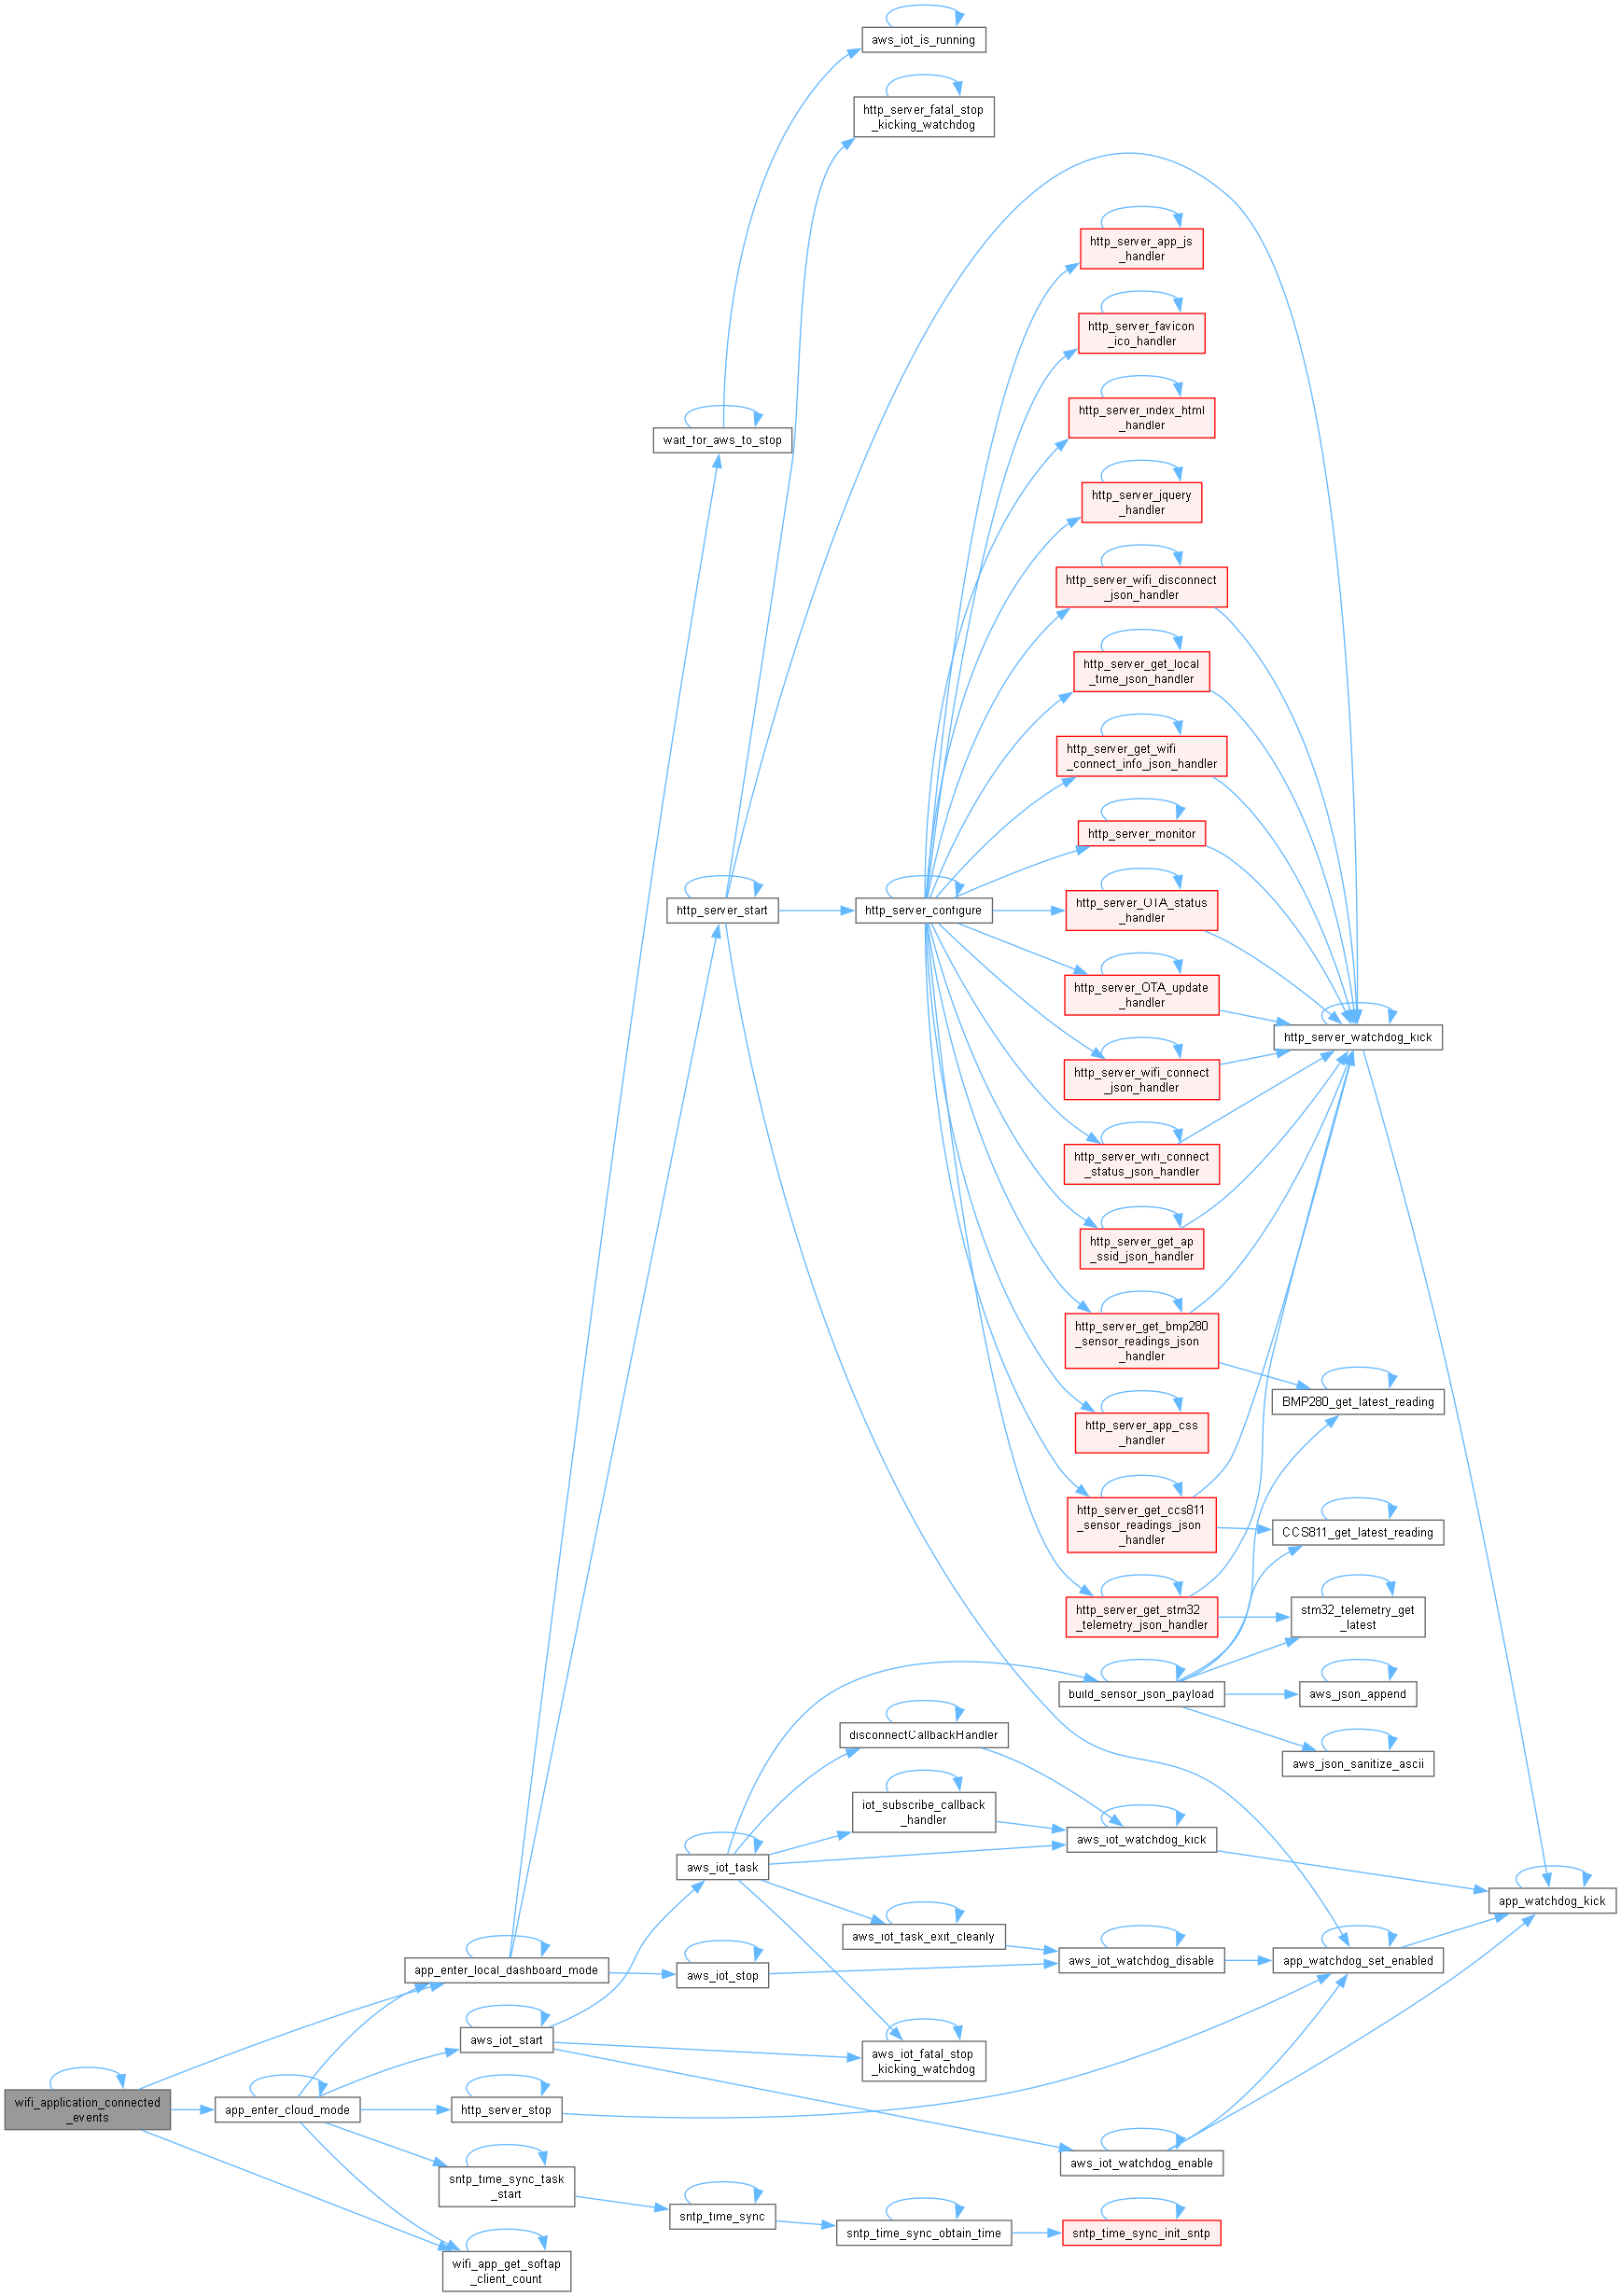 aws_iot_is_running
http_server_fatal_stop
_kicking_watchdog
http_server_app_js
_handler
http_server_favicon
_ico_handler
http_server_index_html
_handler
wait_for_aws_to_stop
http_server_jquery
_handler
http_server_wifi_disconnect
_json_handler
http_server_get_local
_time_json_handler
http_server_get_wifi
_connect_info_json_handler
http_server_monitor
http_server_start
http_server_configure
http_server_OTA_status
_handler
http_server_OTA_update
_handler
http_server_watchdog_kick
http_server_wifi_connect
_json_handler
http_server_wifi_connect
_status_json_handler
http_server_get_ap
_ssid_json_handler
http_server_get_bmp280
_sensor_readings_json
_handler
BMP280_get_latest_reading
http_server_app_css
_handler
http_server_get_ccs811
_sensor_readings_json
_handler
CCS811_get_latest_reading
http_server_get_stm32
_telemetry_json_handler
stm32_telemetry_get
_latest
build_sensor_json_payload
aws_json_append
disconnectCallbackHandler
aws_json_sanitize_ascii
iot_subscribe_callback
_handler
aws_iot_watchdog_kick
aws_iot_task
app_watchdog_kick
aws_iot_task_exit_cleanly
aws_iot_watchdog_disable
app_watchdog_set_enabled
app_enter_local_dashboard_mode
aws_iot_stop
aws_iot_start
aws_iot_fatal_stop
_kicking_watchdog
wifi_application_connected
_events
app_enter_cloud_mode
http_server_stop
aws_iot_watchdog_enable
sntp_time_sync_task
_start
sntp_time_sync
sntp_time_sync_obtain_time
sntp_time_sync_init_sntp
wifi_app_get_softap
_client_count